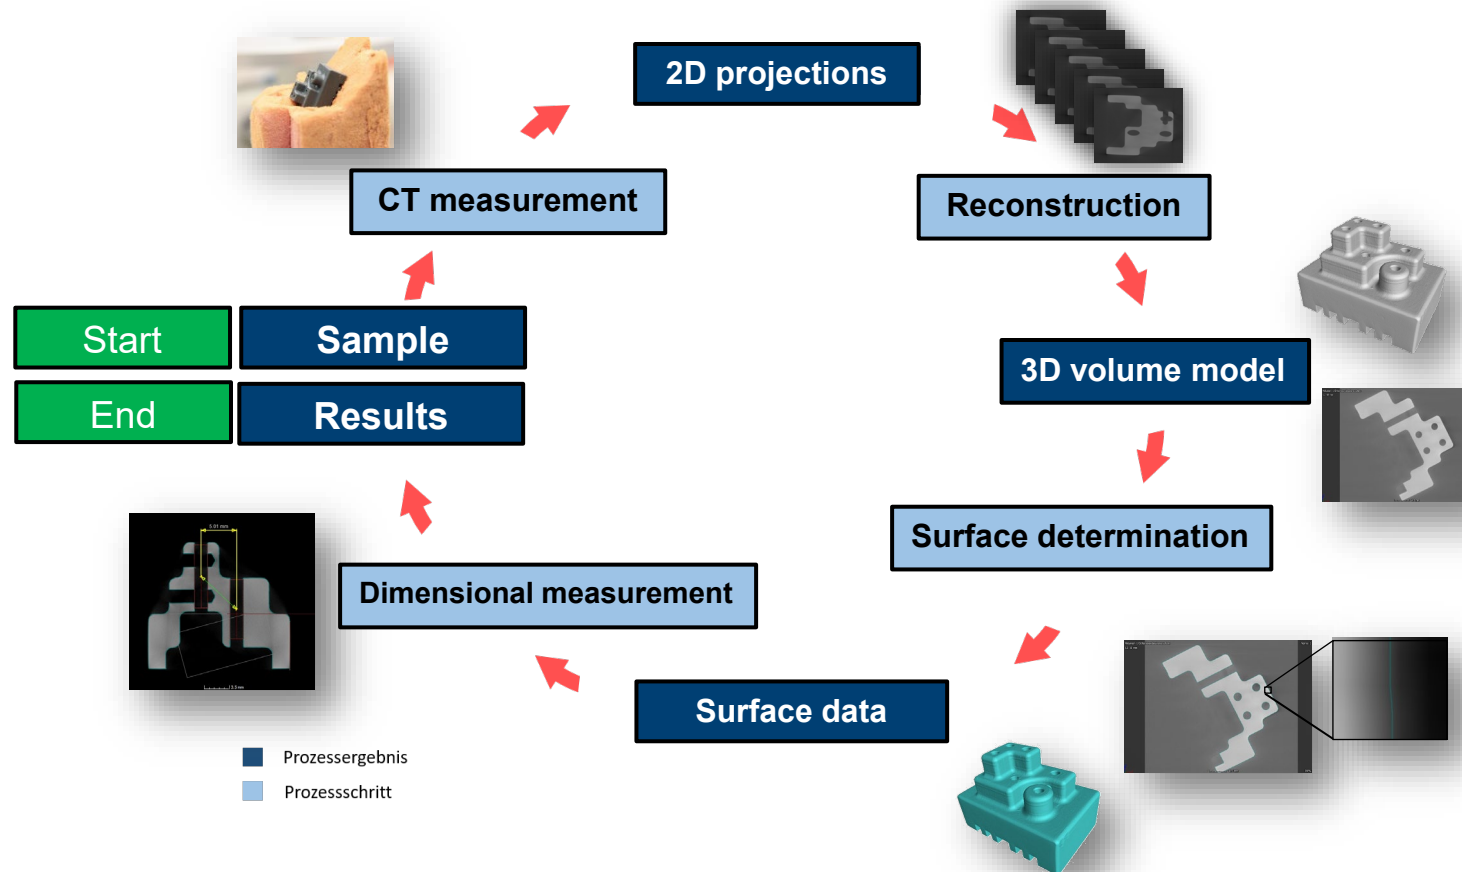 2D projections
CT measurement
Reconstruction
Start
Sample
3D volume model
End
Results
Surface determination
Dimensional measurement
Surface data
Prozessergebnis
Prozessschritt